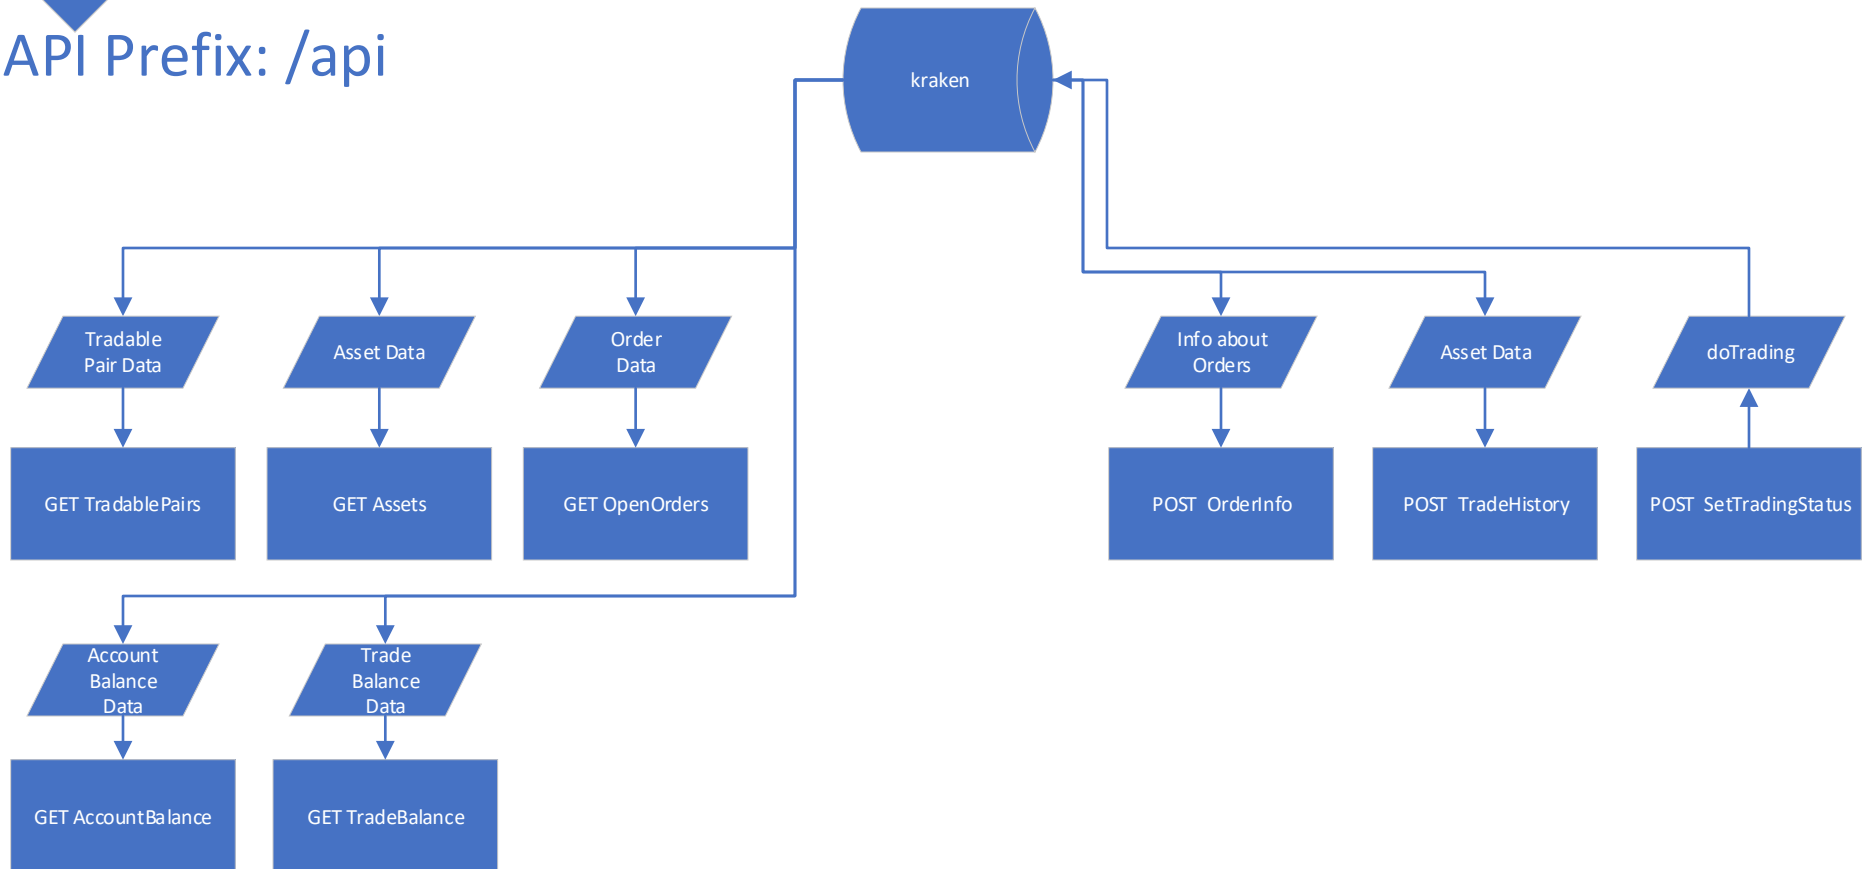 API Prefix: /api
kraken
Tradable
Pair Data
Asset Data
Order
Data
Info about
Orders
Asset Data
doTrading
GET TradablePairs
GET Assets
GET OpenOrders
POST OrderInfo
POST TradeHistory
POST SetTradingStatus
Account
Balance
Data
Trade
Balance
Data
GET AccountBalance
GET TradeBalance